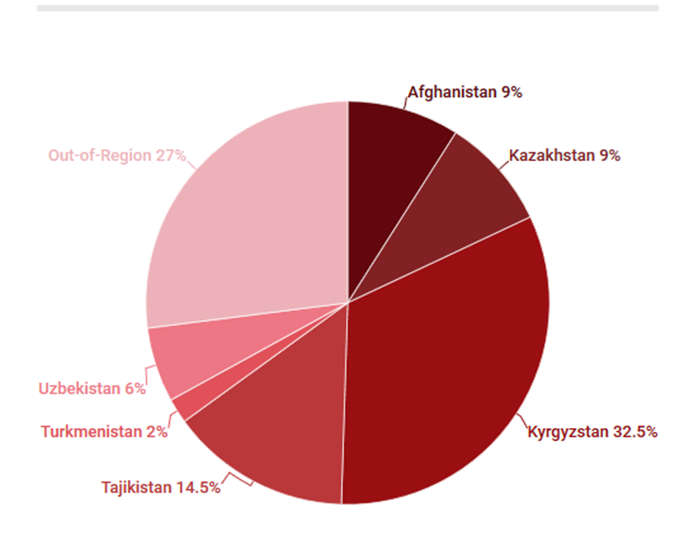 Afghanistan 9%
Out-of-Region 27%
Kazakhstan 9%
Uzbekistan 6%
Turkmenistan 2%
Kyrgyzstan 32.5%
Tajikistan 14.5%